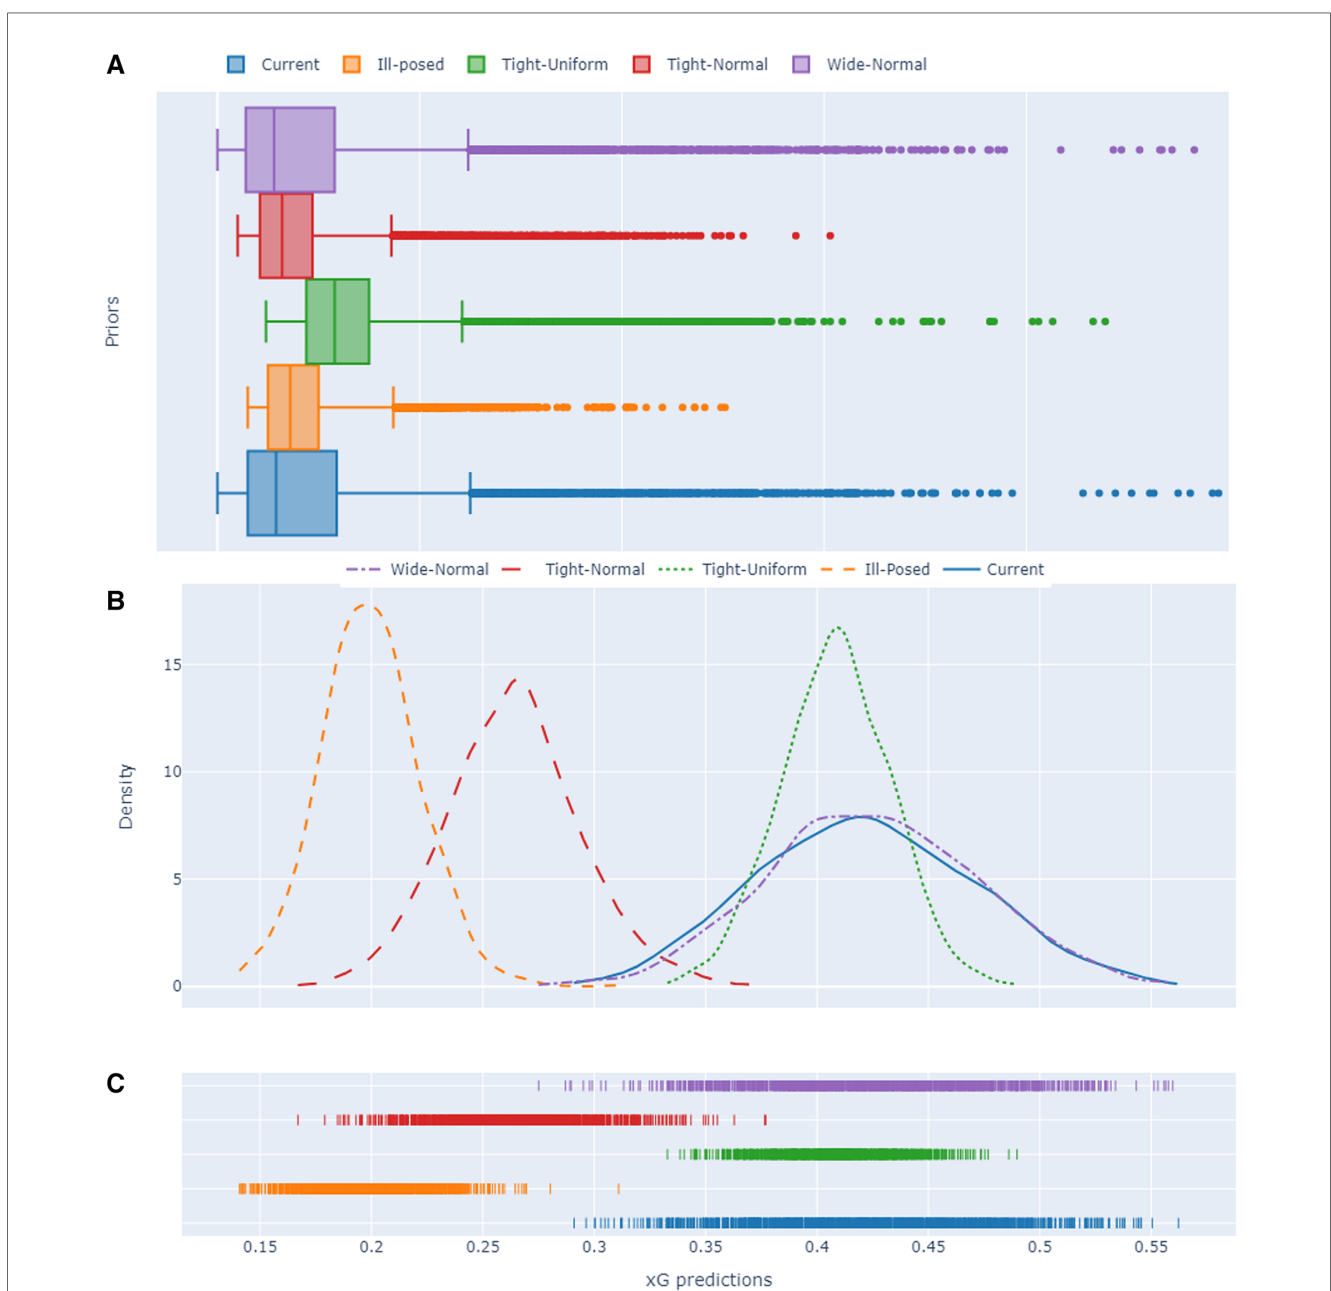 A
Current Ill-posed Tight-Uniform Tight-Normal Wide-Normal
Priors
Wide-Normal Tight-Normal Tight-Uniform Ill-Posed Current
B
15
10
5
0
Density
C
0.15 0.2 0.25 0.3 0.35 0.4 0.45 0.5 0.55
xG predictions